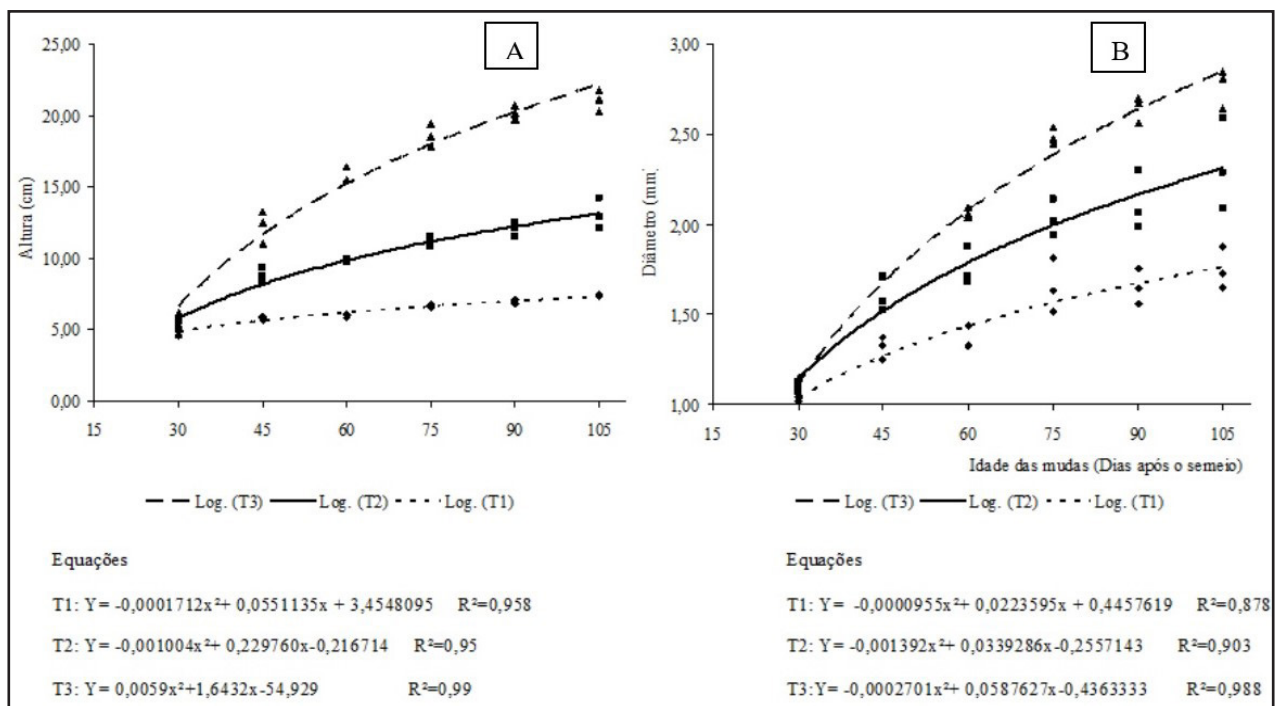 A
25,00
20,00
15,00
10,00
5,00
0,00
Altura (cm)
15 30 45 60 75 90 105
Log. (T3) Log. (T2) Log. (T1)
Equações
T1: Y = -0,0001712x²+ 0,0551135x + 3,4548095 R²=0,958
T2: Y = -0,001004x²+ 0,229760x-0,216714 R²=0,95
T3: Y = 0,0059x²+1,6432x-54,929 R²=0,99
B
3,00
2,50
2,00
1,50
1,00
Diâmetro (mm)
15 30 45 60 75 90 105
Idade das mudas (Dias após o semeio)
Log. (T3) Log. (T2) Log. (T1)
Equações
T1: Y = -0,0000955x²+ 0,0223595x + 0,4457619 R²=0,878
T2: Y = -0,001392x²+ 0,0339286x-0,2557143 R²=0,903
T3:Y= -0,0002701x²+ 0,0587627x-0,4363333 R²=0,988